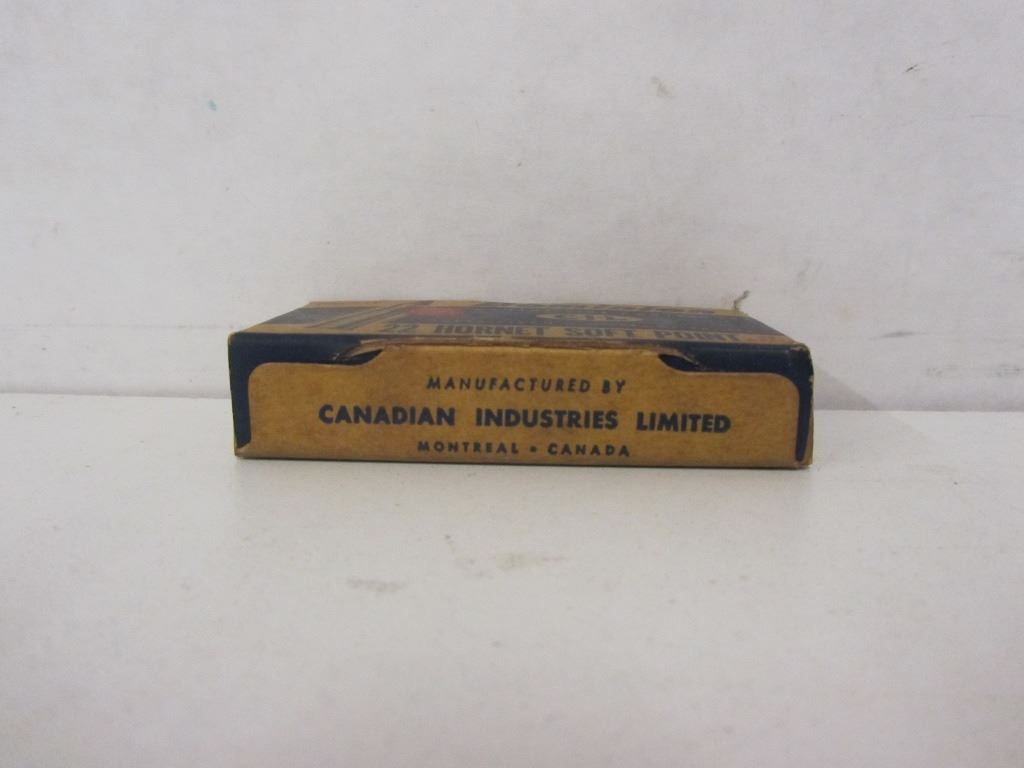 22 HORNET SOFT POINT
MANUFACTURED BY
CANADIAN INDUSTRIES LIMITED
MONTREAL • CANADA